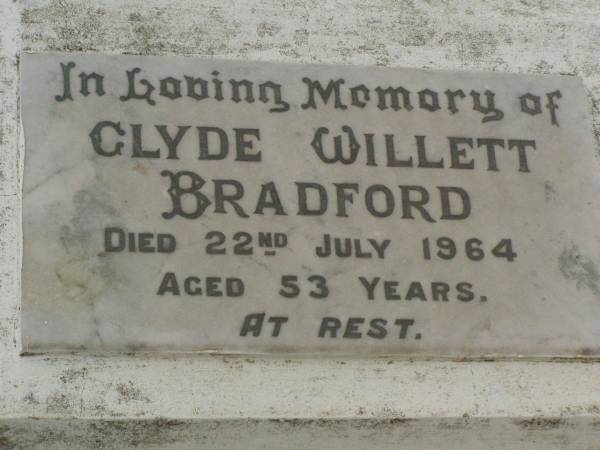 In Loving Memory of
CLYDE WILLETT
BRADFORD
DIED 22ND JULY 1964
AGED 53 YEARS.
AT REST.